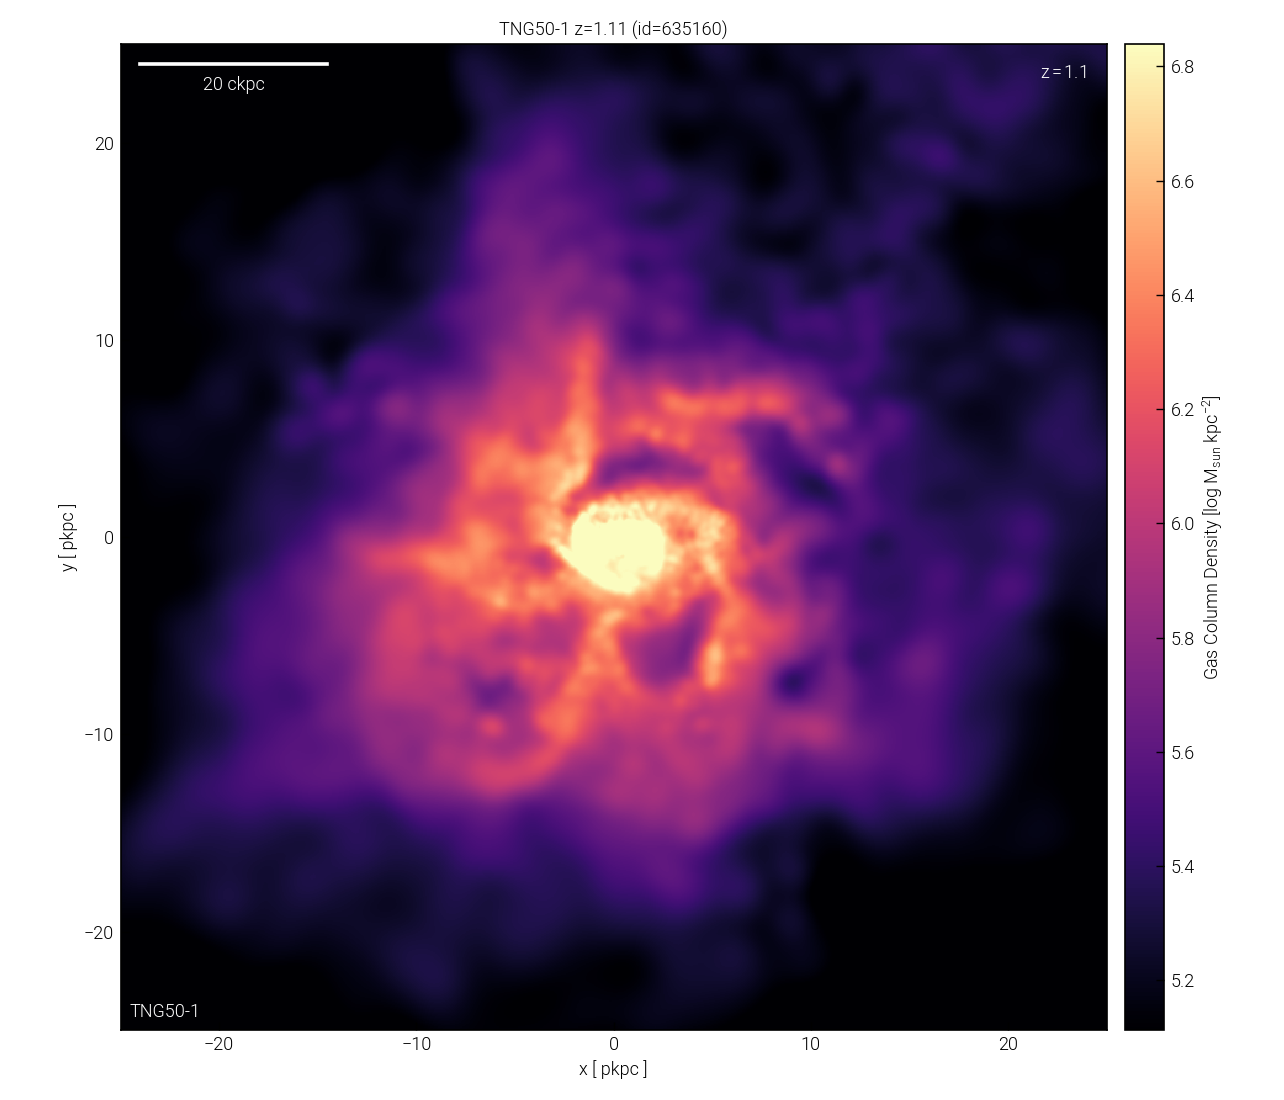 TNG50-1 z=1.11 (id=635160)
20 ckpc
z = 1.1
TNG50-1
20
10
0
−10
−20
y [ pkpc ]
−20 −10 0 10 20
x [ pkpc ]
6.8
6.6
6.4
6.2
6.0
5.8
5.6
5.4
5.2
Gas Column Density [log M_sun kpc^−2]